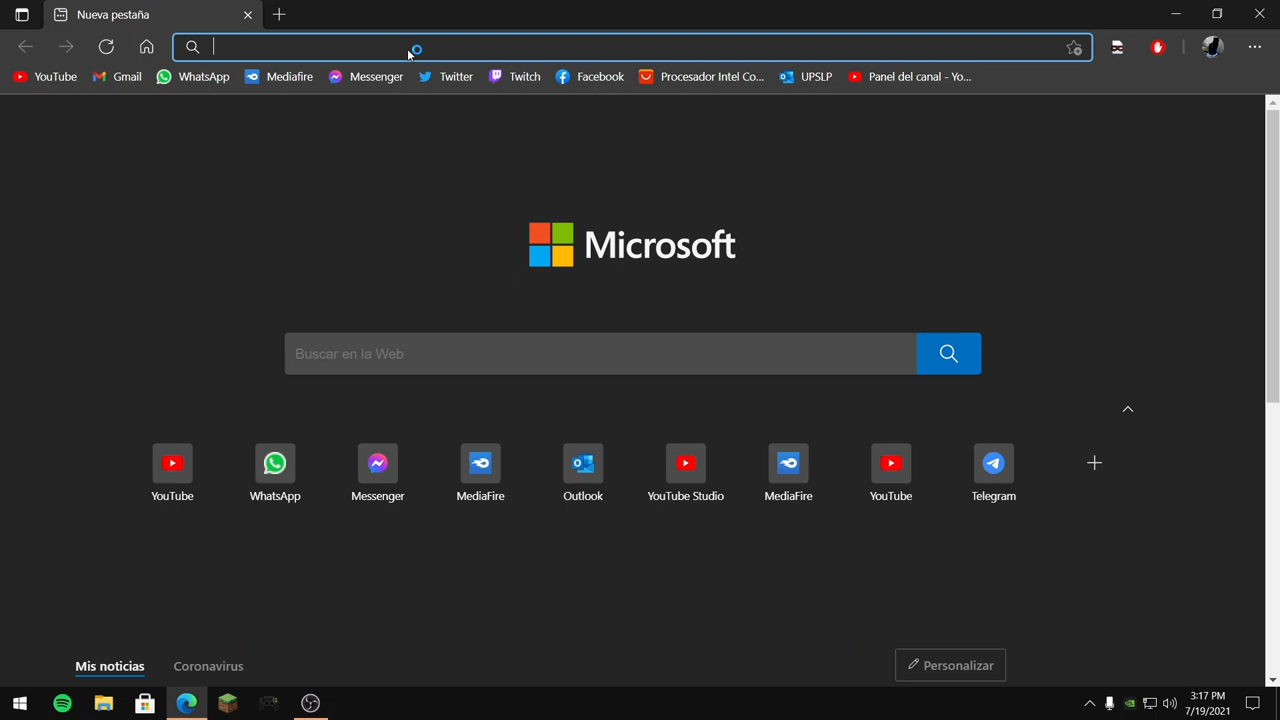 Nueva pestaña
YouTube Gmail WhatsApp Mediafire Messenger Twitter Twitch Facebook Procesador Intel Co... UPSLP Panel del canal - Yo...
Microsoft
Buscar en la Web
YouTube WhatsApp Messenger MediaFire Outlook YouTube Studio MediaFire YouTube Telegram
Mis noticias Coronavirus Personalizar
3:17 PM
7/19/2021